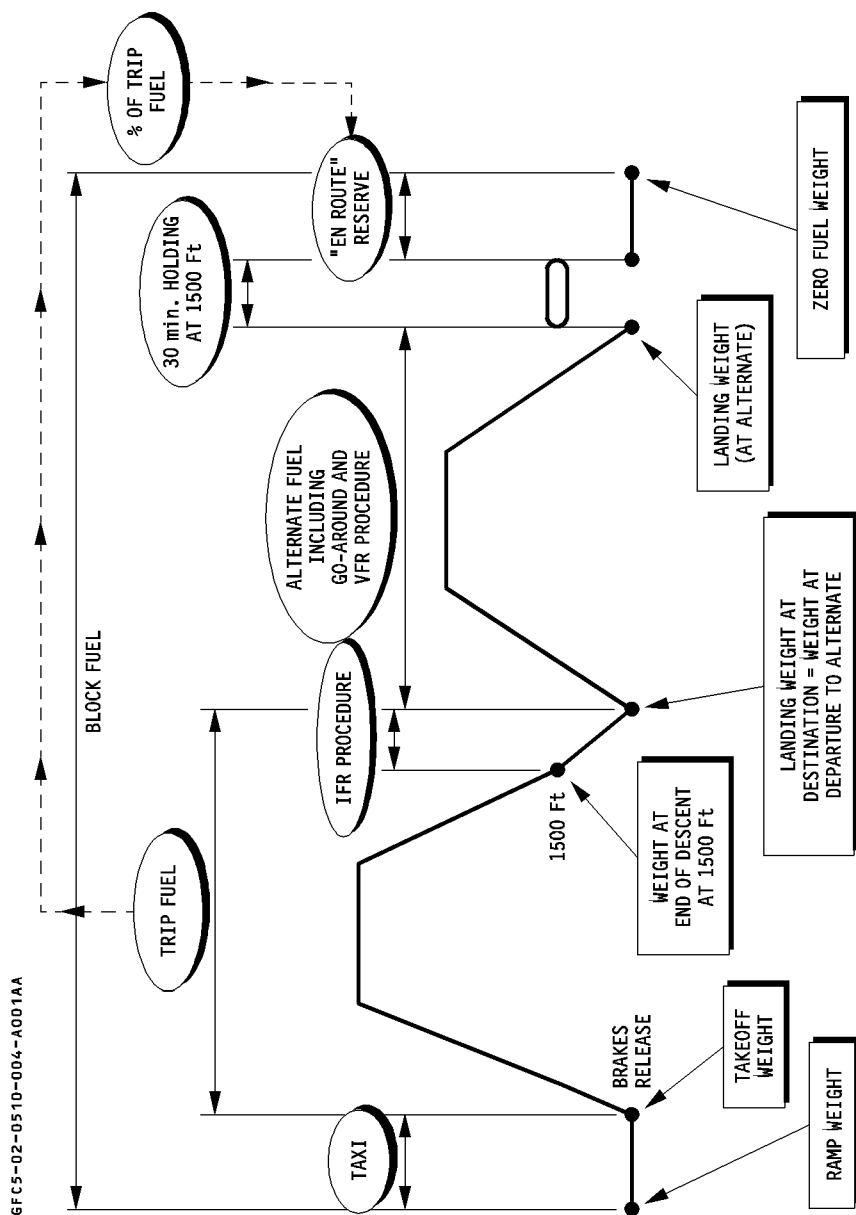 GFC5-02-0510-004-A001AA
% OF TRIP
FUEL
BLOCK FUEL
TRIP FUEL
30 min. HOLDING
AT 1500 Ft
"EN ROUTE"
RESERVE
TAXI
IFR PROCEDURE
ALTERNATE FUEL
INCLUDING
GO-AROUND AND
VFR PROCEDURE
1500 Ft
BRAKES
RELEASE
TAKEOFF
WEIGHT
RAMP WEIGHT
WEIGHT AT
END OF DESCENT
AT 1500 Ft
LANDING WEIGHT AT
DESTINATION = WEIGHT AT
DEPARTURE TO ALTERNATE
LANDING WEIGHT
(AT ALTERNATE)
ZERO FUEL WEIGHT